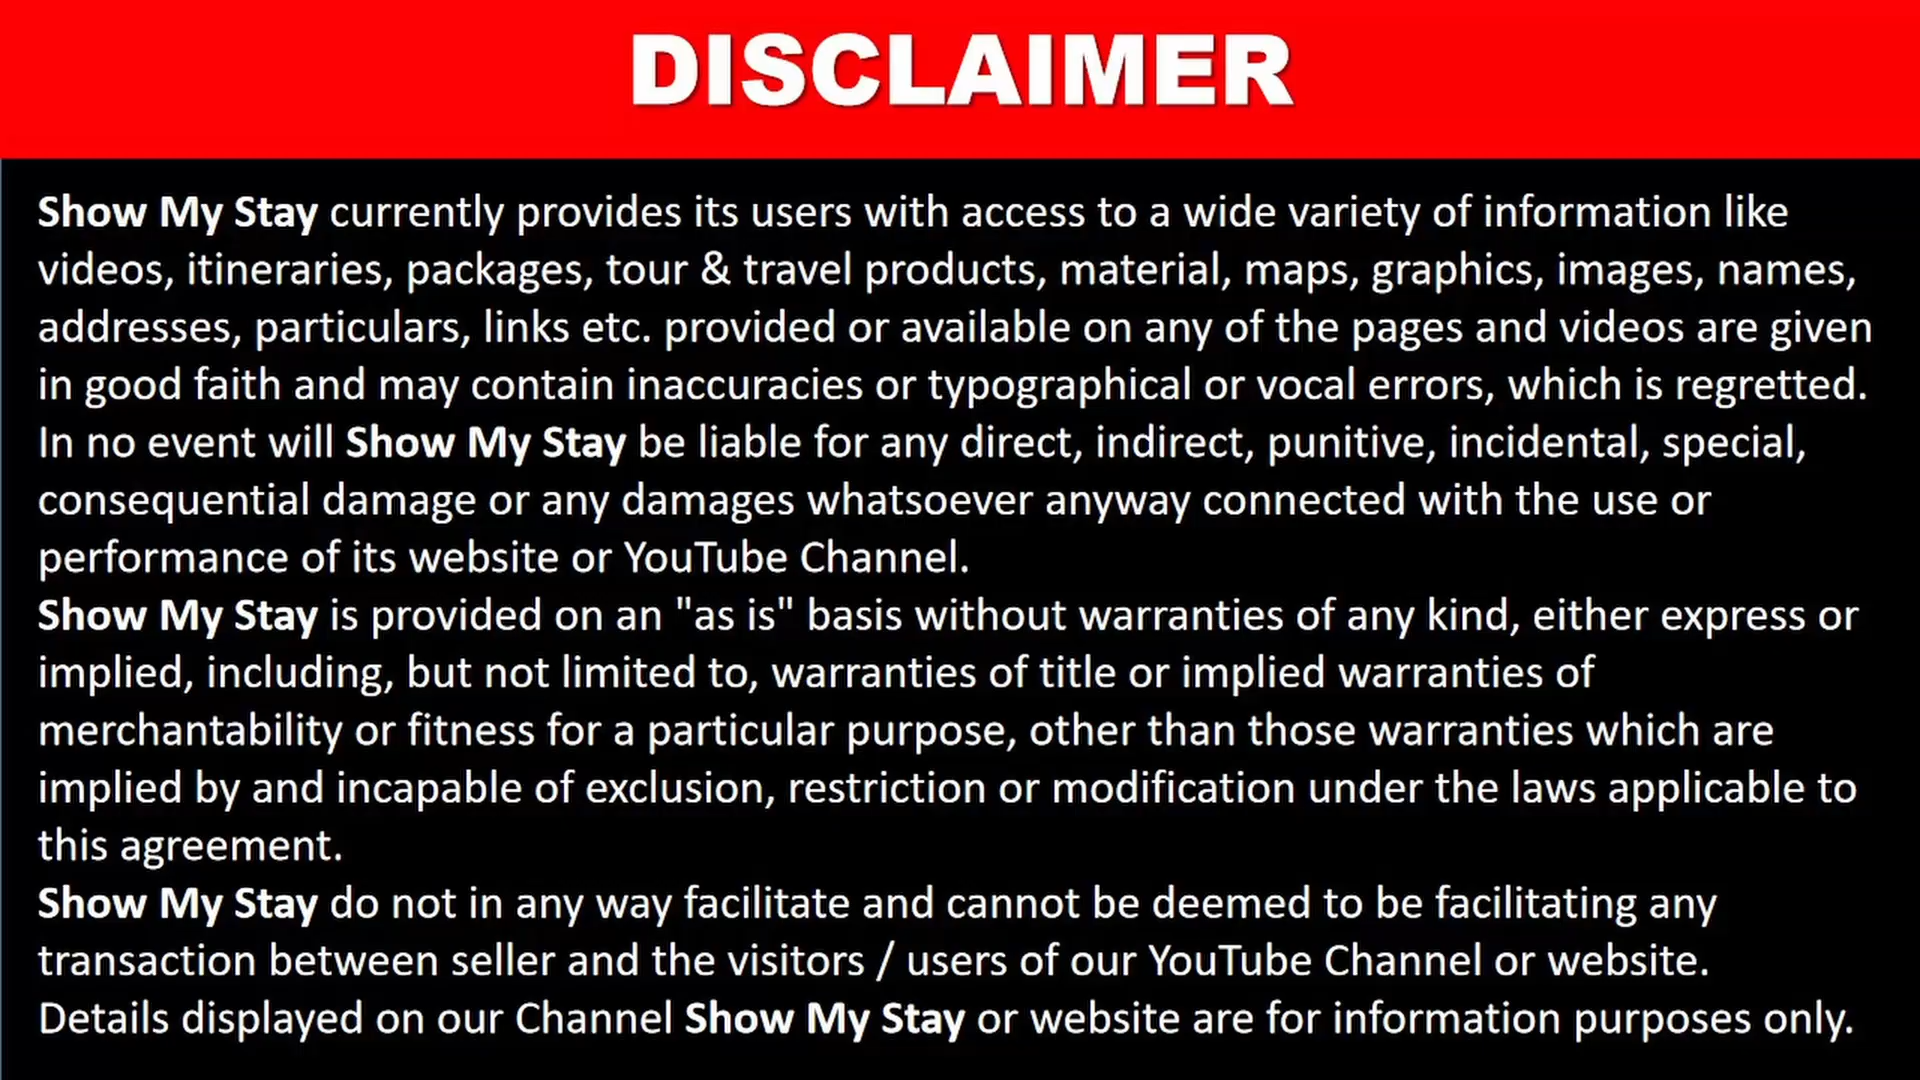 DISCLAIMER
Show My Stay currently provides its users with access to a wide variety of information like
videos, itineraries, packages, tour & travel products, material, maps, graphics, images, names,
addresses, particulars, links etc. provided or available on any of the pages and videos are given
in good faith and may contain inaccuracies or typographical or vocal errors, which is regretted.
In no event will Show My Stay be liable for any direct, indirect, punitive, incidental, special,
consequential damage or any damages whatsoever anyway connected with the use or
performance of its website or YouTube Channel.
Show My Stay is provided on an "as is" basis without warranties of any kind, either express or
implied, including, but not limited to, warranties of title or implied warranties of
merchantability or fitness for a particular purpose, other than those warranties which are
implied by and incapable of exclusion, restriction or modification under the laws applicable to
this agreement.
Show My Stay do not in any way facilitate and cannot be deemed to be facilitating any
transaction between seller and the visitors / users of our YouTube Channel or website.
Details displayed on our Channel Show My Stay or website are for information purposes only.